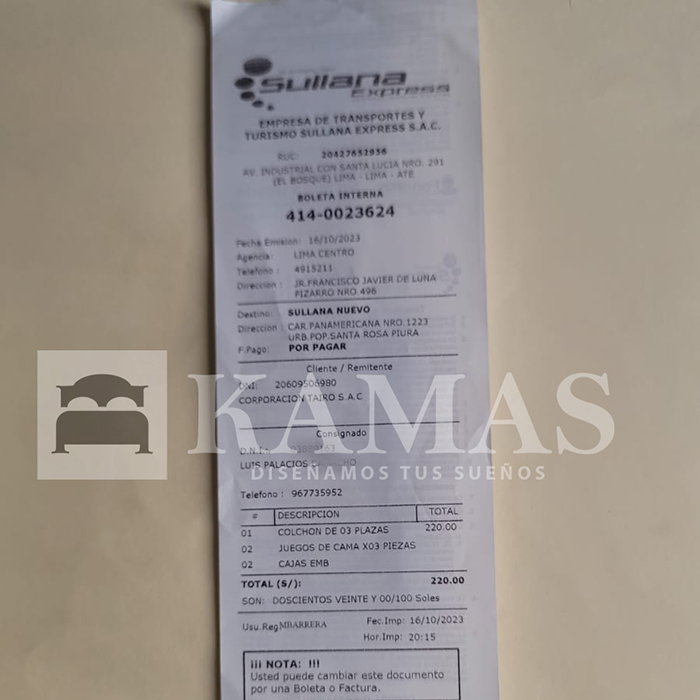 Sullana
Express
EMPRESA DE TRANSPORTES Y
TURISMO SULLANA EXPRESS S.A.C.
RUC: 20427652956
AV. INDUSTRIAL CON SANTA LUCIA NRO. 291
(EL BOSQUE) LIMA - LIMA - ATE
BOLETA INTERNA
414-0023624
Fecha Emision: 16/10/2023
Agencia: LIMA CENTRO
Telefono : 4915211
Direccion : JR.FRANCISCO JAVIER DE LUNA
PIZARRO NRO.496
Destino: SULLANA NUEVO
Direccion : CAR.PANAMERICANA NRO.1223
URB.POP.SANTA ROSA PIURA
F.Pago: POR PAGAR
Cliente / Remitente
DNI: 20609506980
CORPORACION TAIRO S.A.C
KAMAS
DISEÑAMOS TUS SUEÑOS
Consignado
LUIS PALACIOS
Telefono : 967735952
# DESCRIPCION TOTAL
01 COLCHON DE 03 PLAZAS 220.00
02 JUEGOS DE CAMA X03 PIEZAS
02 CAJAS EMB
TOTAL (S/): 220.00
SON: DOSCIENTOS VEINTE Y 00/100 Soles
Usu.Reg MBARRERA Fec.Imp: 16/10/2023
Hor.Imp: 20:15
¡¡¡ NOTA: !!!
Usted puede cambiar este documento
por una Boleta o Factura.